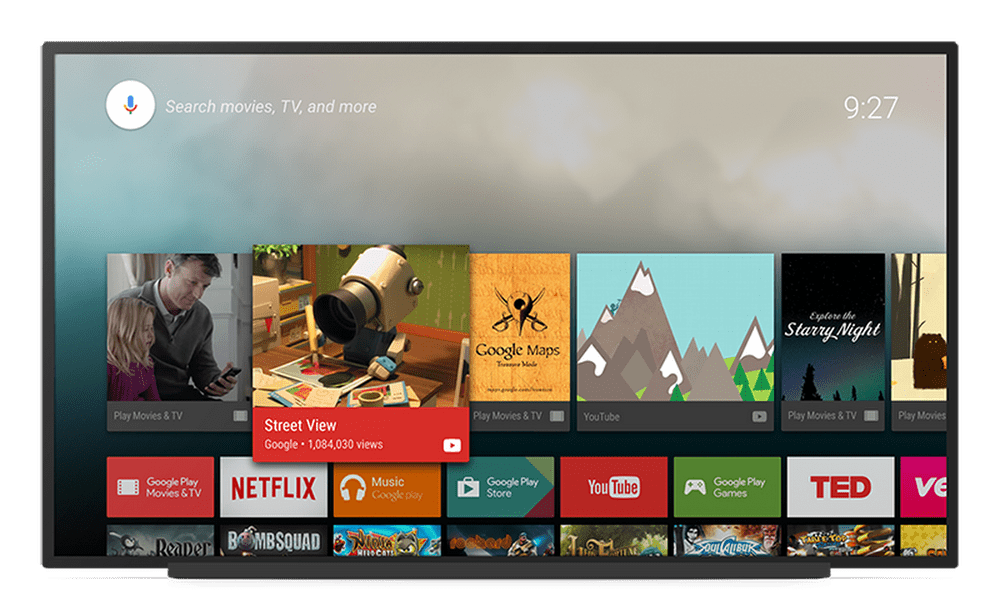 Search movies, TV, and more
9:27
Explore the
Starry Night
Google Maps
Treasure Mode
Play Movies & TV
Play Movies & TV
YouTube
Play Movies & TV
Play Movies
Street View
Google • 1,084,030 views
Google Play
Movies & TV
NETFLIX
Music
Google play
Google Play
Store
YouTube
Google Play
Games
TED
VE
Reaper
BOMBSQUAD
SOULCALIBUR